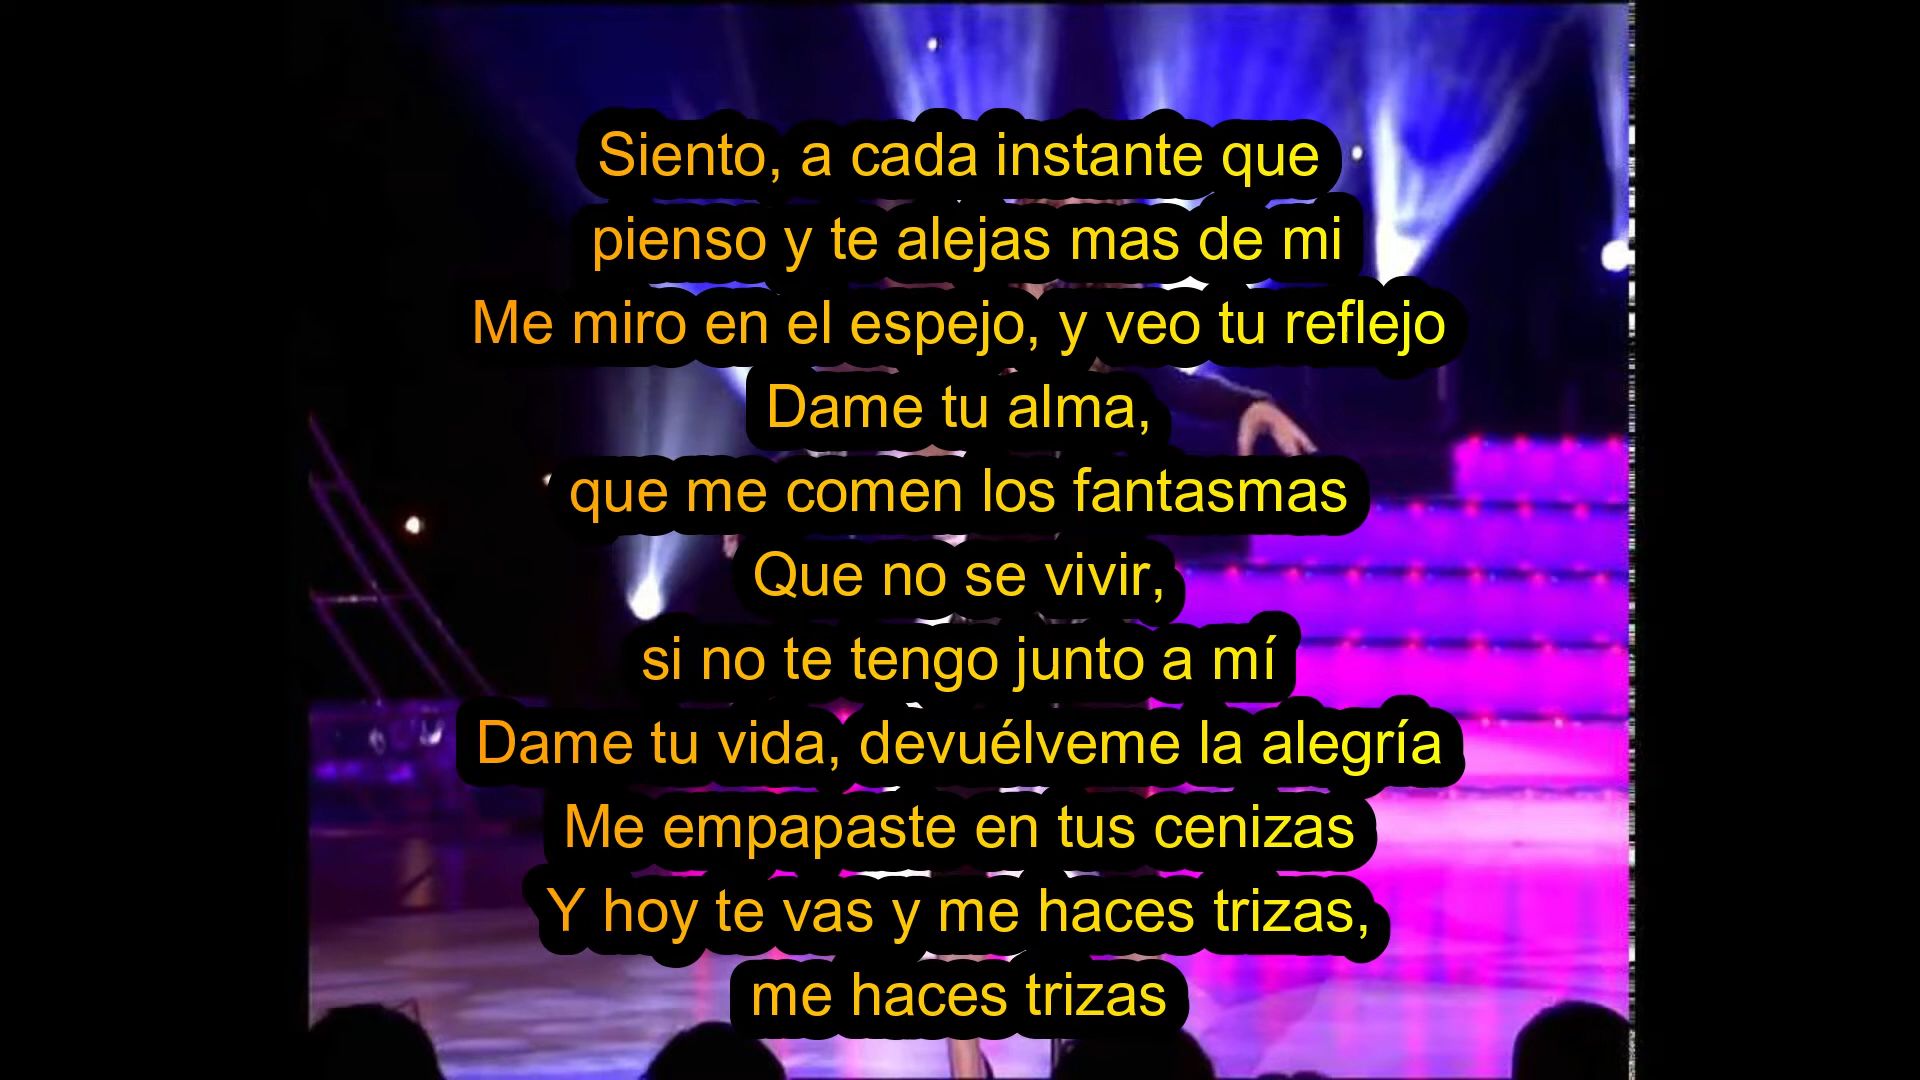 Siento, a cada instante que
pienso y te alejas mas de mi
Me miro en el espejo, y veo tu reflejo
Dame tu alma,
que me comen los fantasmas
Que no se vivir,
si no te tengo junto a mí
Dame tu vida, devuélveme la alegría
Me empapaste en tus cenizas
Y hoy te vas y me haces trizas,
me haces trizas